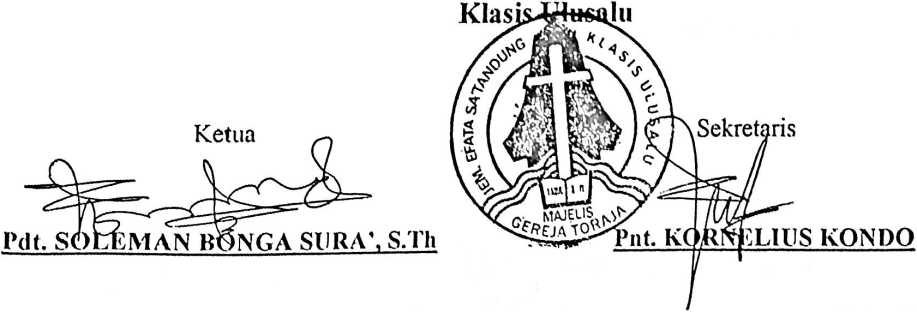 Klasis Ulusalu
JEM. EFATA SATANDUNG KLASIS ULUSALU
Ketua
Sekretaris
MAJELIS
GEREJA TORAJA
Pdt. SOLEMAN BONGA SURA', S.Th
Pnt. KORNELIUS KONDO